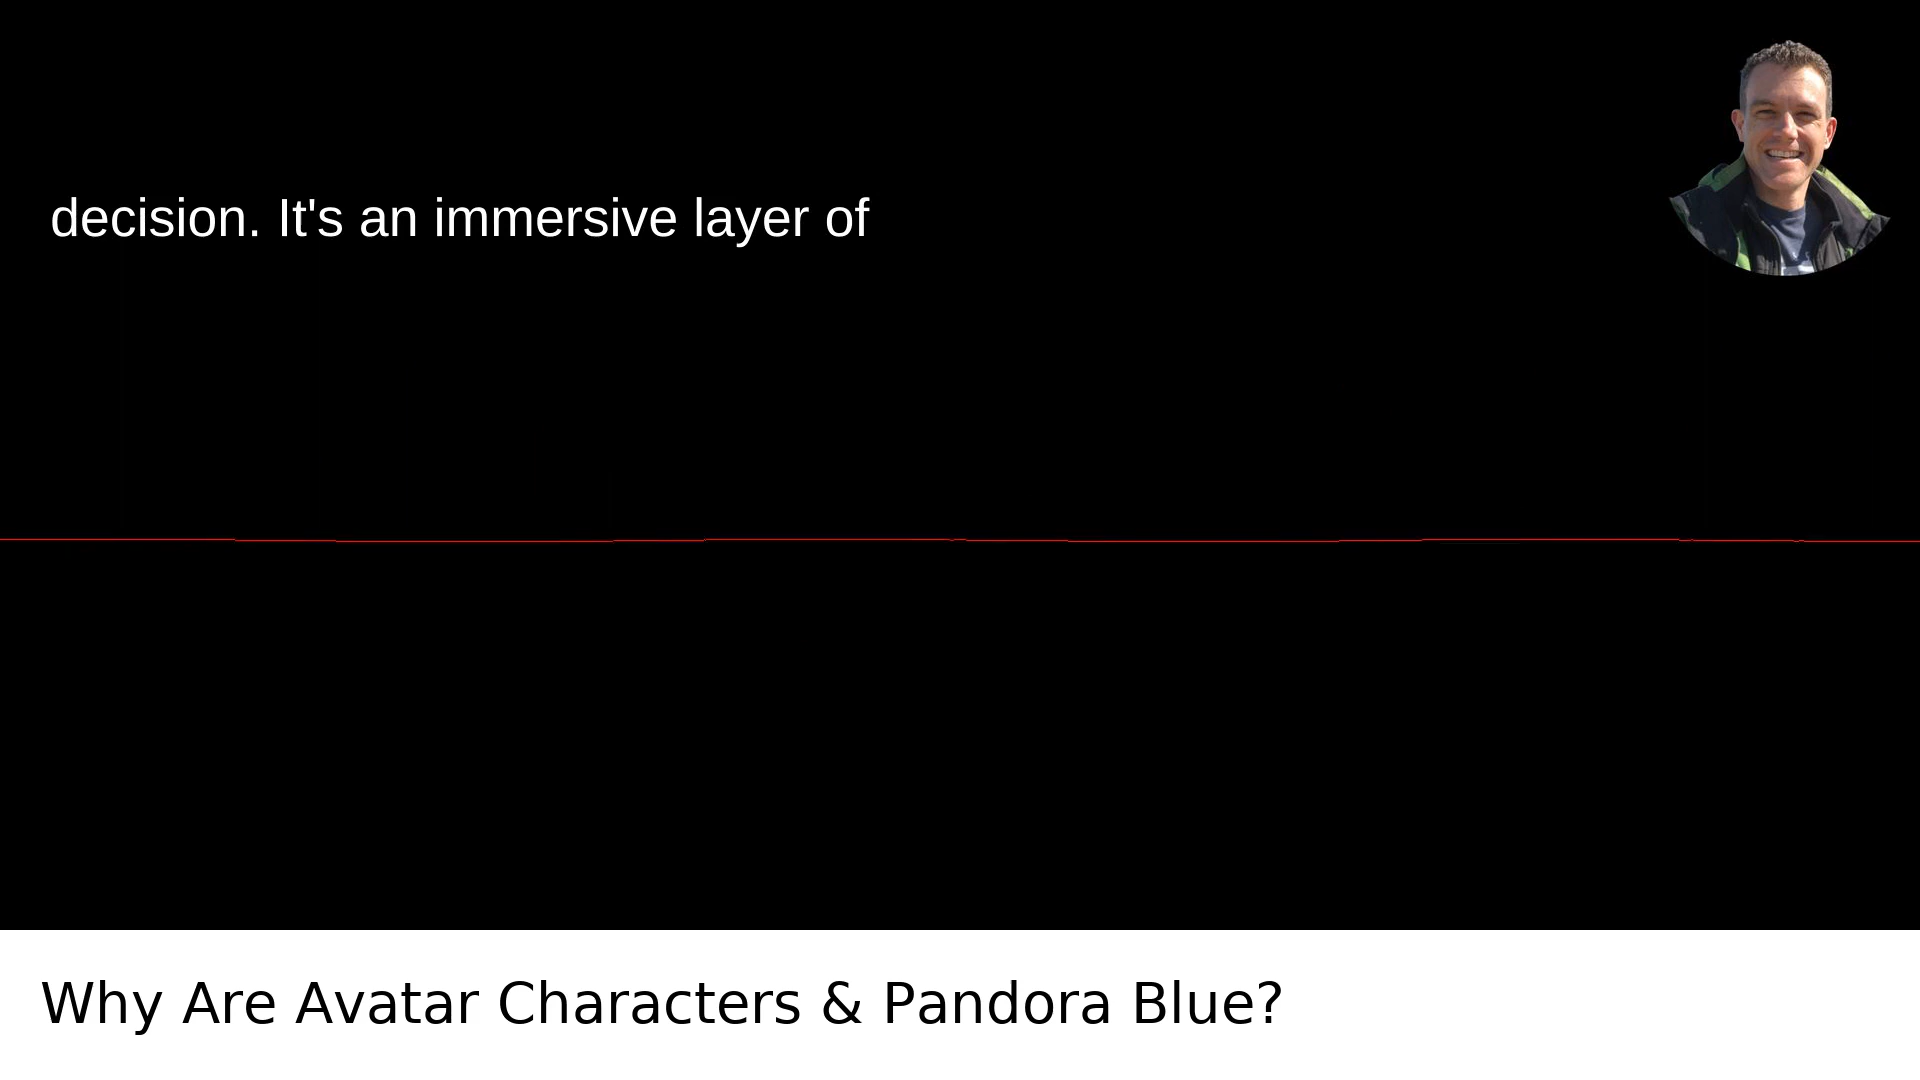 decision. It's an immersive layer of
Why Are Avatar Characters & Pandora Blue?